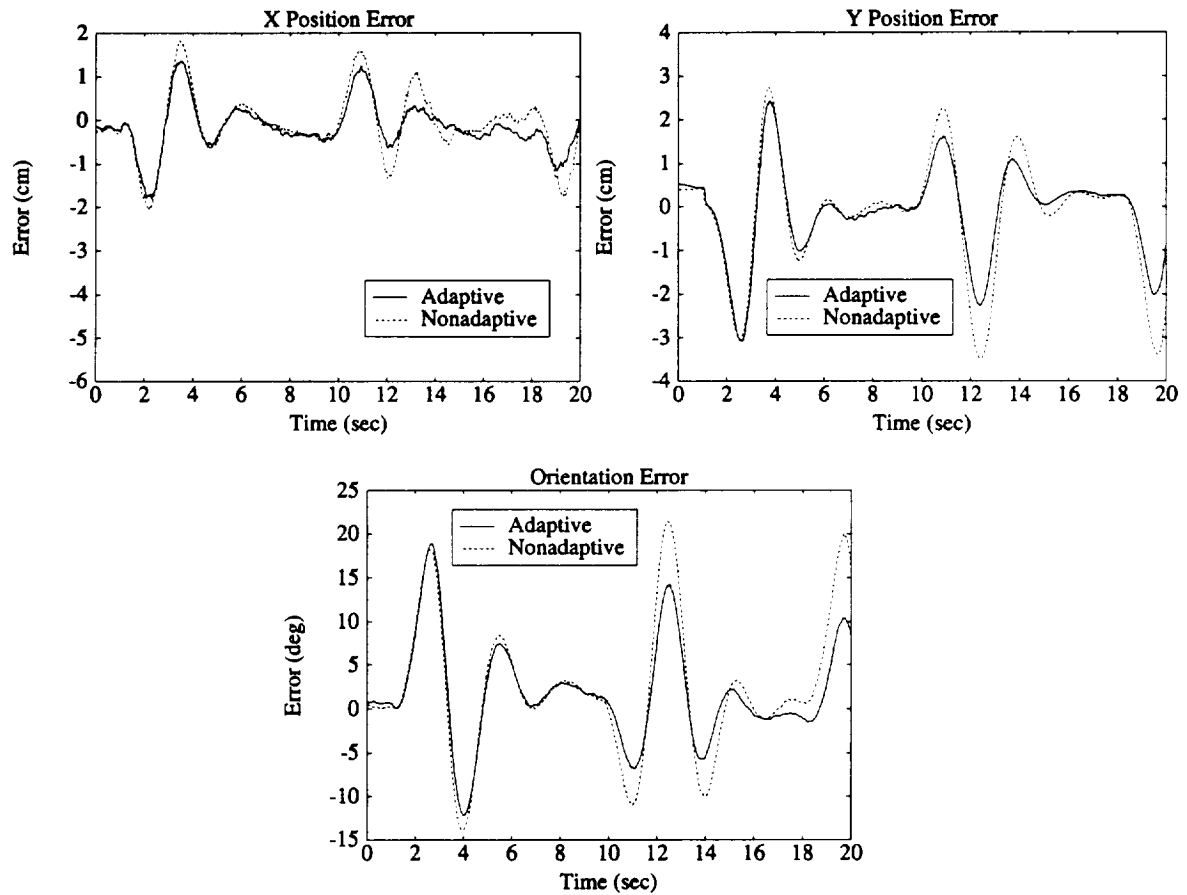 X Position Error
2
1
0
-1
-2
-3
-4
-5
-6
Error (cm)
Adaptive
Nonadaptive
0 2 4 6 8 10 12 14 16 18 20
Time (sec)
Y Position Error
4
3
2
1
0
-1
-2
-3
-4
Error (cm)
Adaptive
Nonadaptive
0 2 4 6 8 10 12 14 16 18 20
Time (sec)
Orientation Error
25
20
15
10
5
0
-5
-10
-15
Error (deg)
Adaptive
Nonadaptive
0 2 4 6 8 10 12 14 16 18 20
Time (sec)